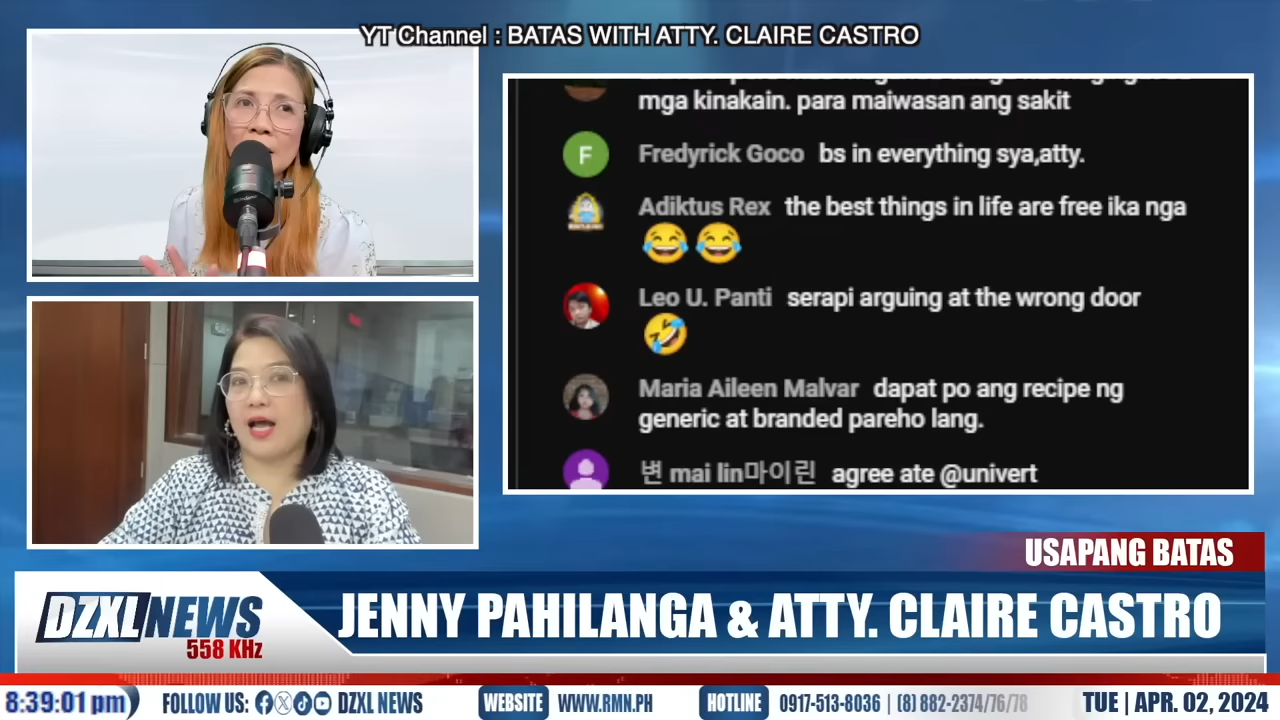 YT Channel : BATAS WITH ATTY. CLAIRE CASTRO
mga kinakain. para maiwasan ang sakit
F
Fredyrick Goco bs in everything sya,atty.
Adiktus Rex the best things in life are free ika nga
😂😂
Leo U. Panti serapi arguing at the wrong door
🤣
Maria Aileen Malvar dapat po ang recipe ng
generic at branded pareho lang.
변 mai lin마이린 agree ate @univert
USAPANG BATAS
DZXL NEWS
558 KHz
JENNY PAHILANGA & ATTY. CLAIRE CASTRO
8:39:01 pm FOLLOW US: DZXL NEWS WEBSITE WWW.RMN.PH HOTLINE 0917-513-8036 | (8) 882-2374/76/78 TUE | APR. 02, 2024